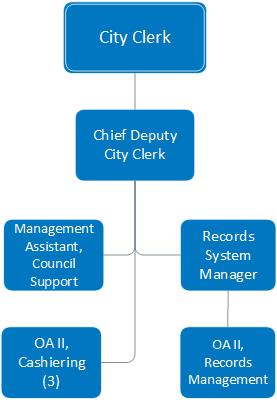 City Clerk
Chief Deputy
City Clerk
Management
Assistant,
Council
Support
Records
System
Manager
OA II,
Cashiering
(3)
OA II,
Records
Management